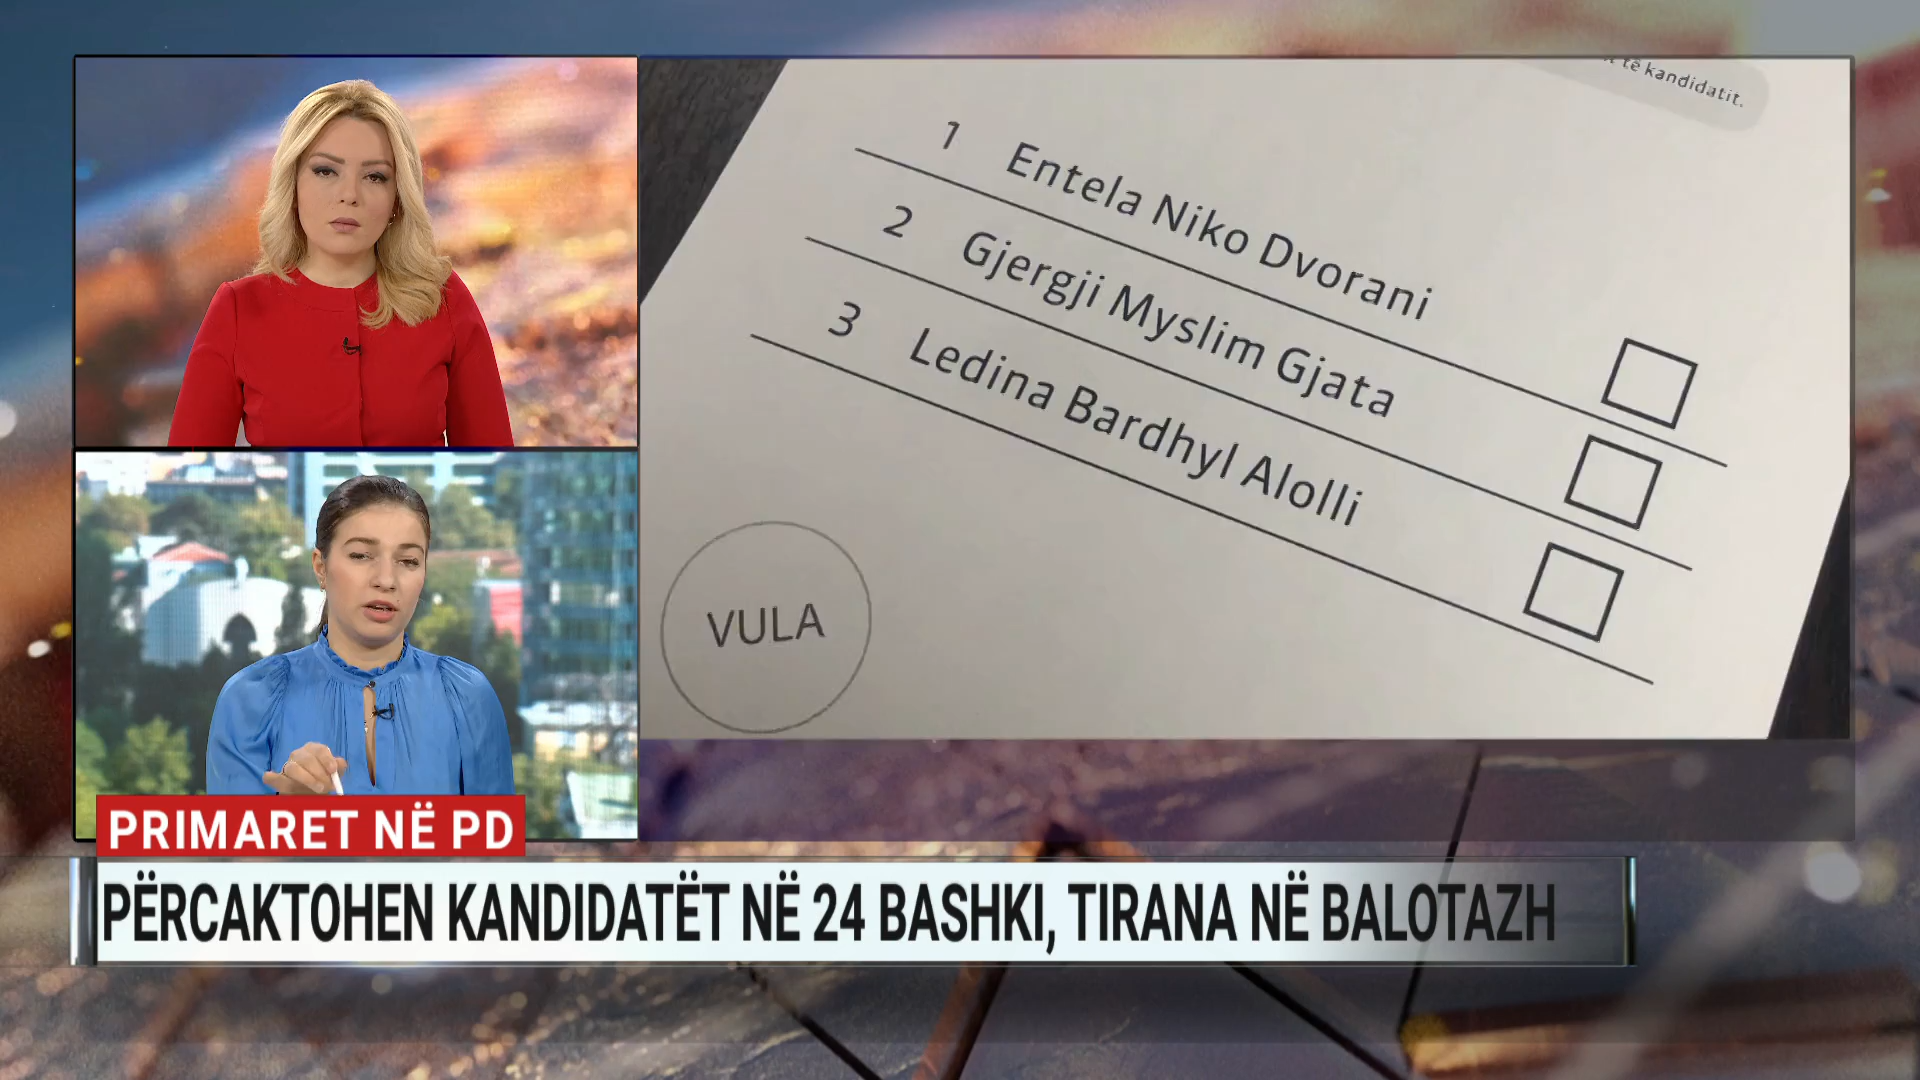 të kandidatit.
1 Entela Niko Dvorani
2 Gjergji Myslim Gjata
3 Ledina Bardhyl Alolli
VULA
PRIMARET NË PD
PËRCAKTOHEN KANDIDATËT NË 24 BASHKI, TIRANA NË BALOTAZH